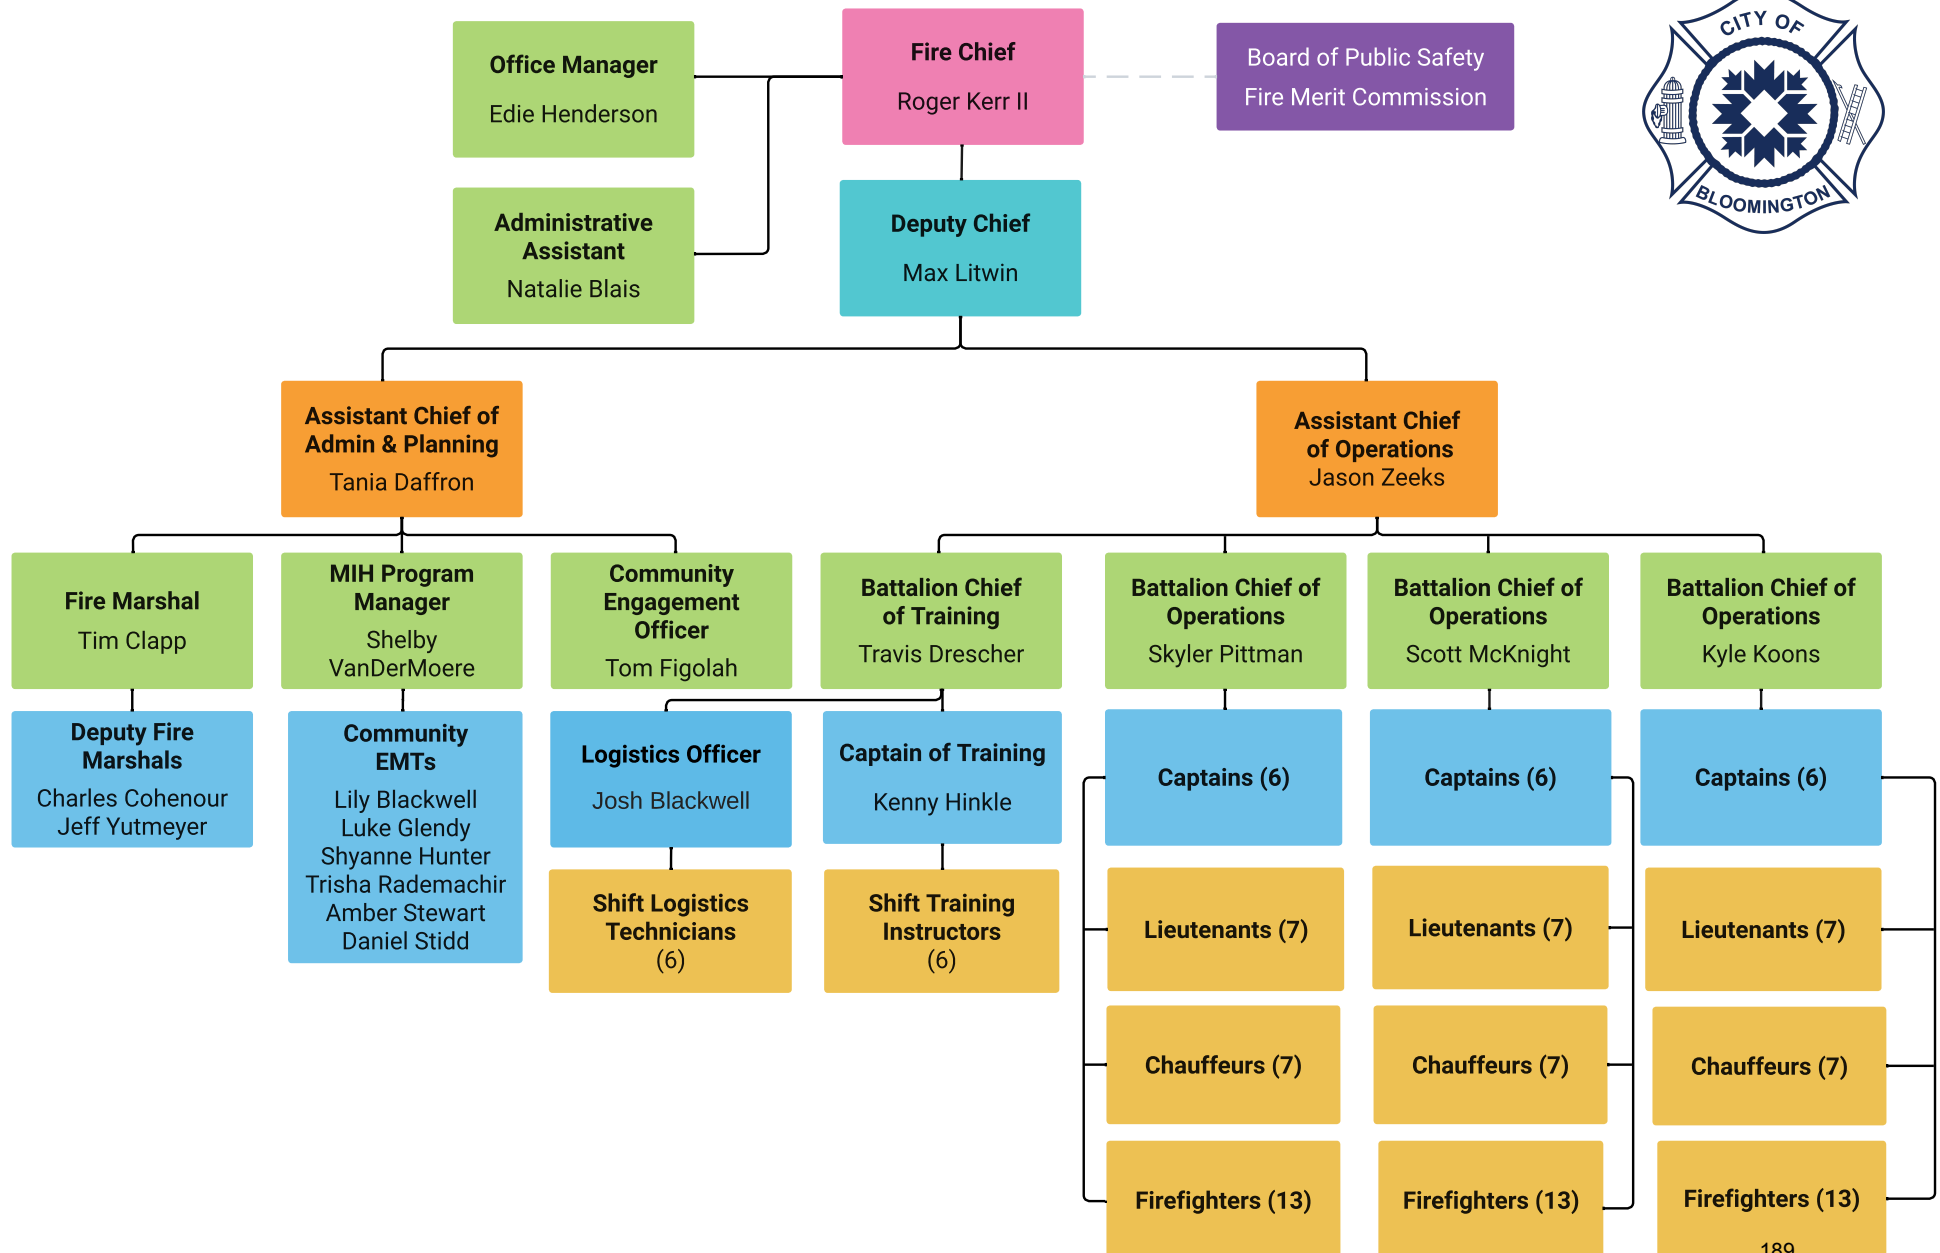 Office Manager
Edie Henderson
Fire Chief
Roger Kerr II
Board of Public Safety
Fire Merit Commission
CITY OF
BLOOMINGTON
Administrative
Assistant
Natalie Blais
Deputy Chief
Max Litwin
Assistant Chief of
Admin & Planning
Tania Daffron
Assistant Chief
of Operations
Jason Zeeks
Fire Marshal
Tim Clapp
MIH Program
Manager
Shelby
VanDerMoere
Community
Engagement
Officer
Tom Figolah
Battalion Chief
of Training
Travis Drescher
Battalion Chief of
Operations
Skyler Pittman
Battalion Chief of
Operations
Scott McKnight
Battalion Chief of
Operations
Kyle Koons
Deputy Fire
Marshals
Charles Cohenour
Jeff Yutmeyer
Community
EMTs
Lily Blackwell
Luke Glendy
Shyanne Hunter
Trisha Rademachir
Amber Stewart
Daniel Stidd
Logistics Officer
Josh Blackwell
Captain of Training
Kenny Hinkle
Captains (6)
Captains (6)
Captains (6)
Shift Logistics
Technicians
(6)
Shift Training
Instructors
(6)
Lieutenants (7)
Lieutenants (7)
Lieutenants (7)
Chauffeurs (7)
Chauffeurs (7)
Chauffeurs (7)
Firefighters (13)
Firefighters (13)
Firefighters (13)
189